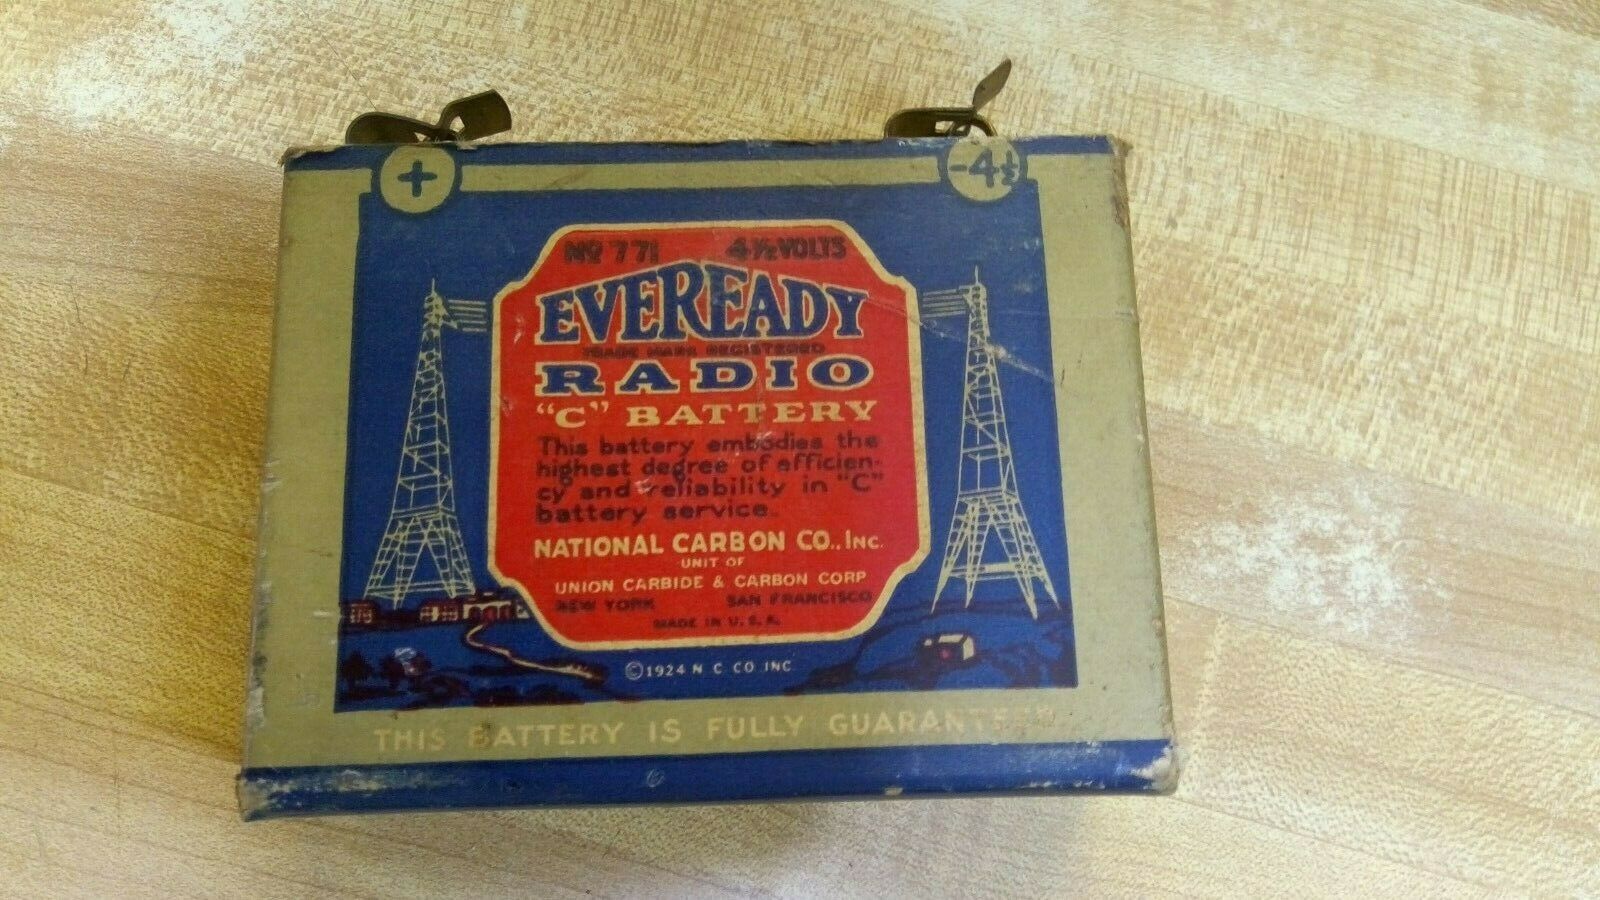 + -4½
No 771 4½ VOLTS
EVEREADY
TRADE MARK REGISTERED
RADIO
"C" BATTERY
This battery embodies the
highest degree of efficien-
cy and reliability in "C"
battery service.
NATIONAL CARBON CO., INC.
UNIT OF
UNION CARBIDE & CARBON CORP
NEW YORK SAN FRANCISCO
MADE IN U.S.A.
©1924 N C CO INC
THIS BATTERY IS FULLY GUARANTEED